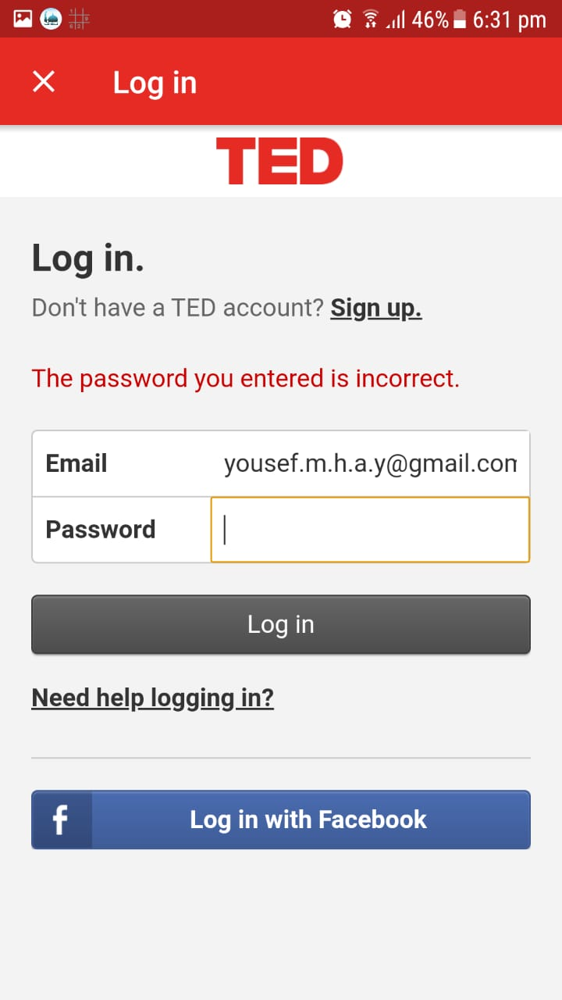 46% 6:31 pm
Log in
TED
Log in.
Don't have a TED account? Sign up.
The password you entered is incorrect.
Email yousef.m.h.a.y@gmail.com
Password
Log in
Need help logging in?
f Log in with Facebook